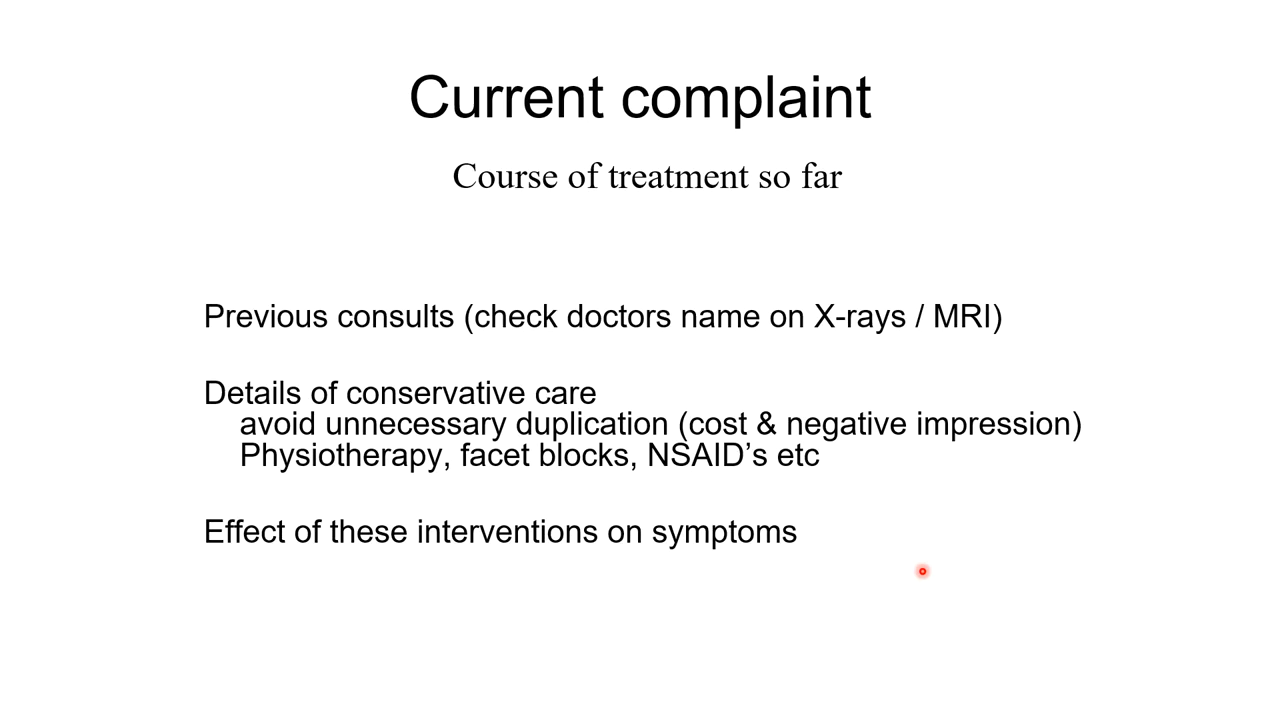 Current complaint
Course of treatment so far
Previous consults (check doctors name on X-rays / MRI)
Details of conservative care
avoid unnecessary duplication (cost & negative impression)
Physiotherapy, facet blocks, NSAID’s etc
Effect of these interventions on symptoms